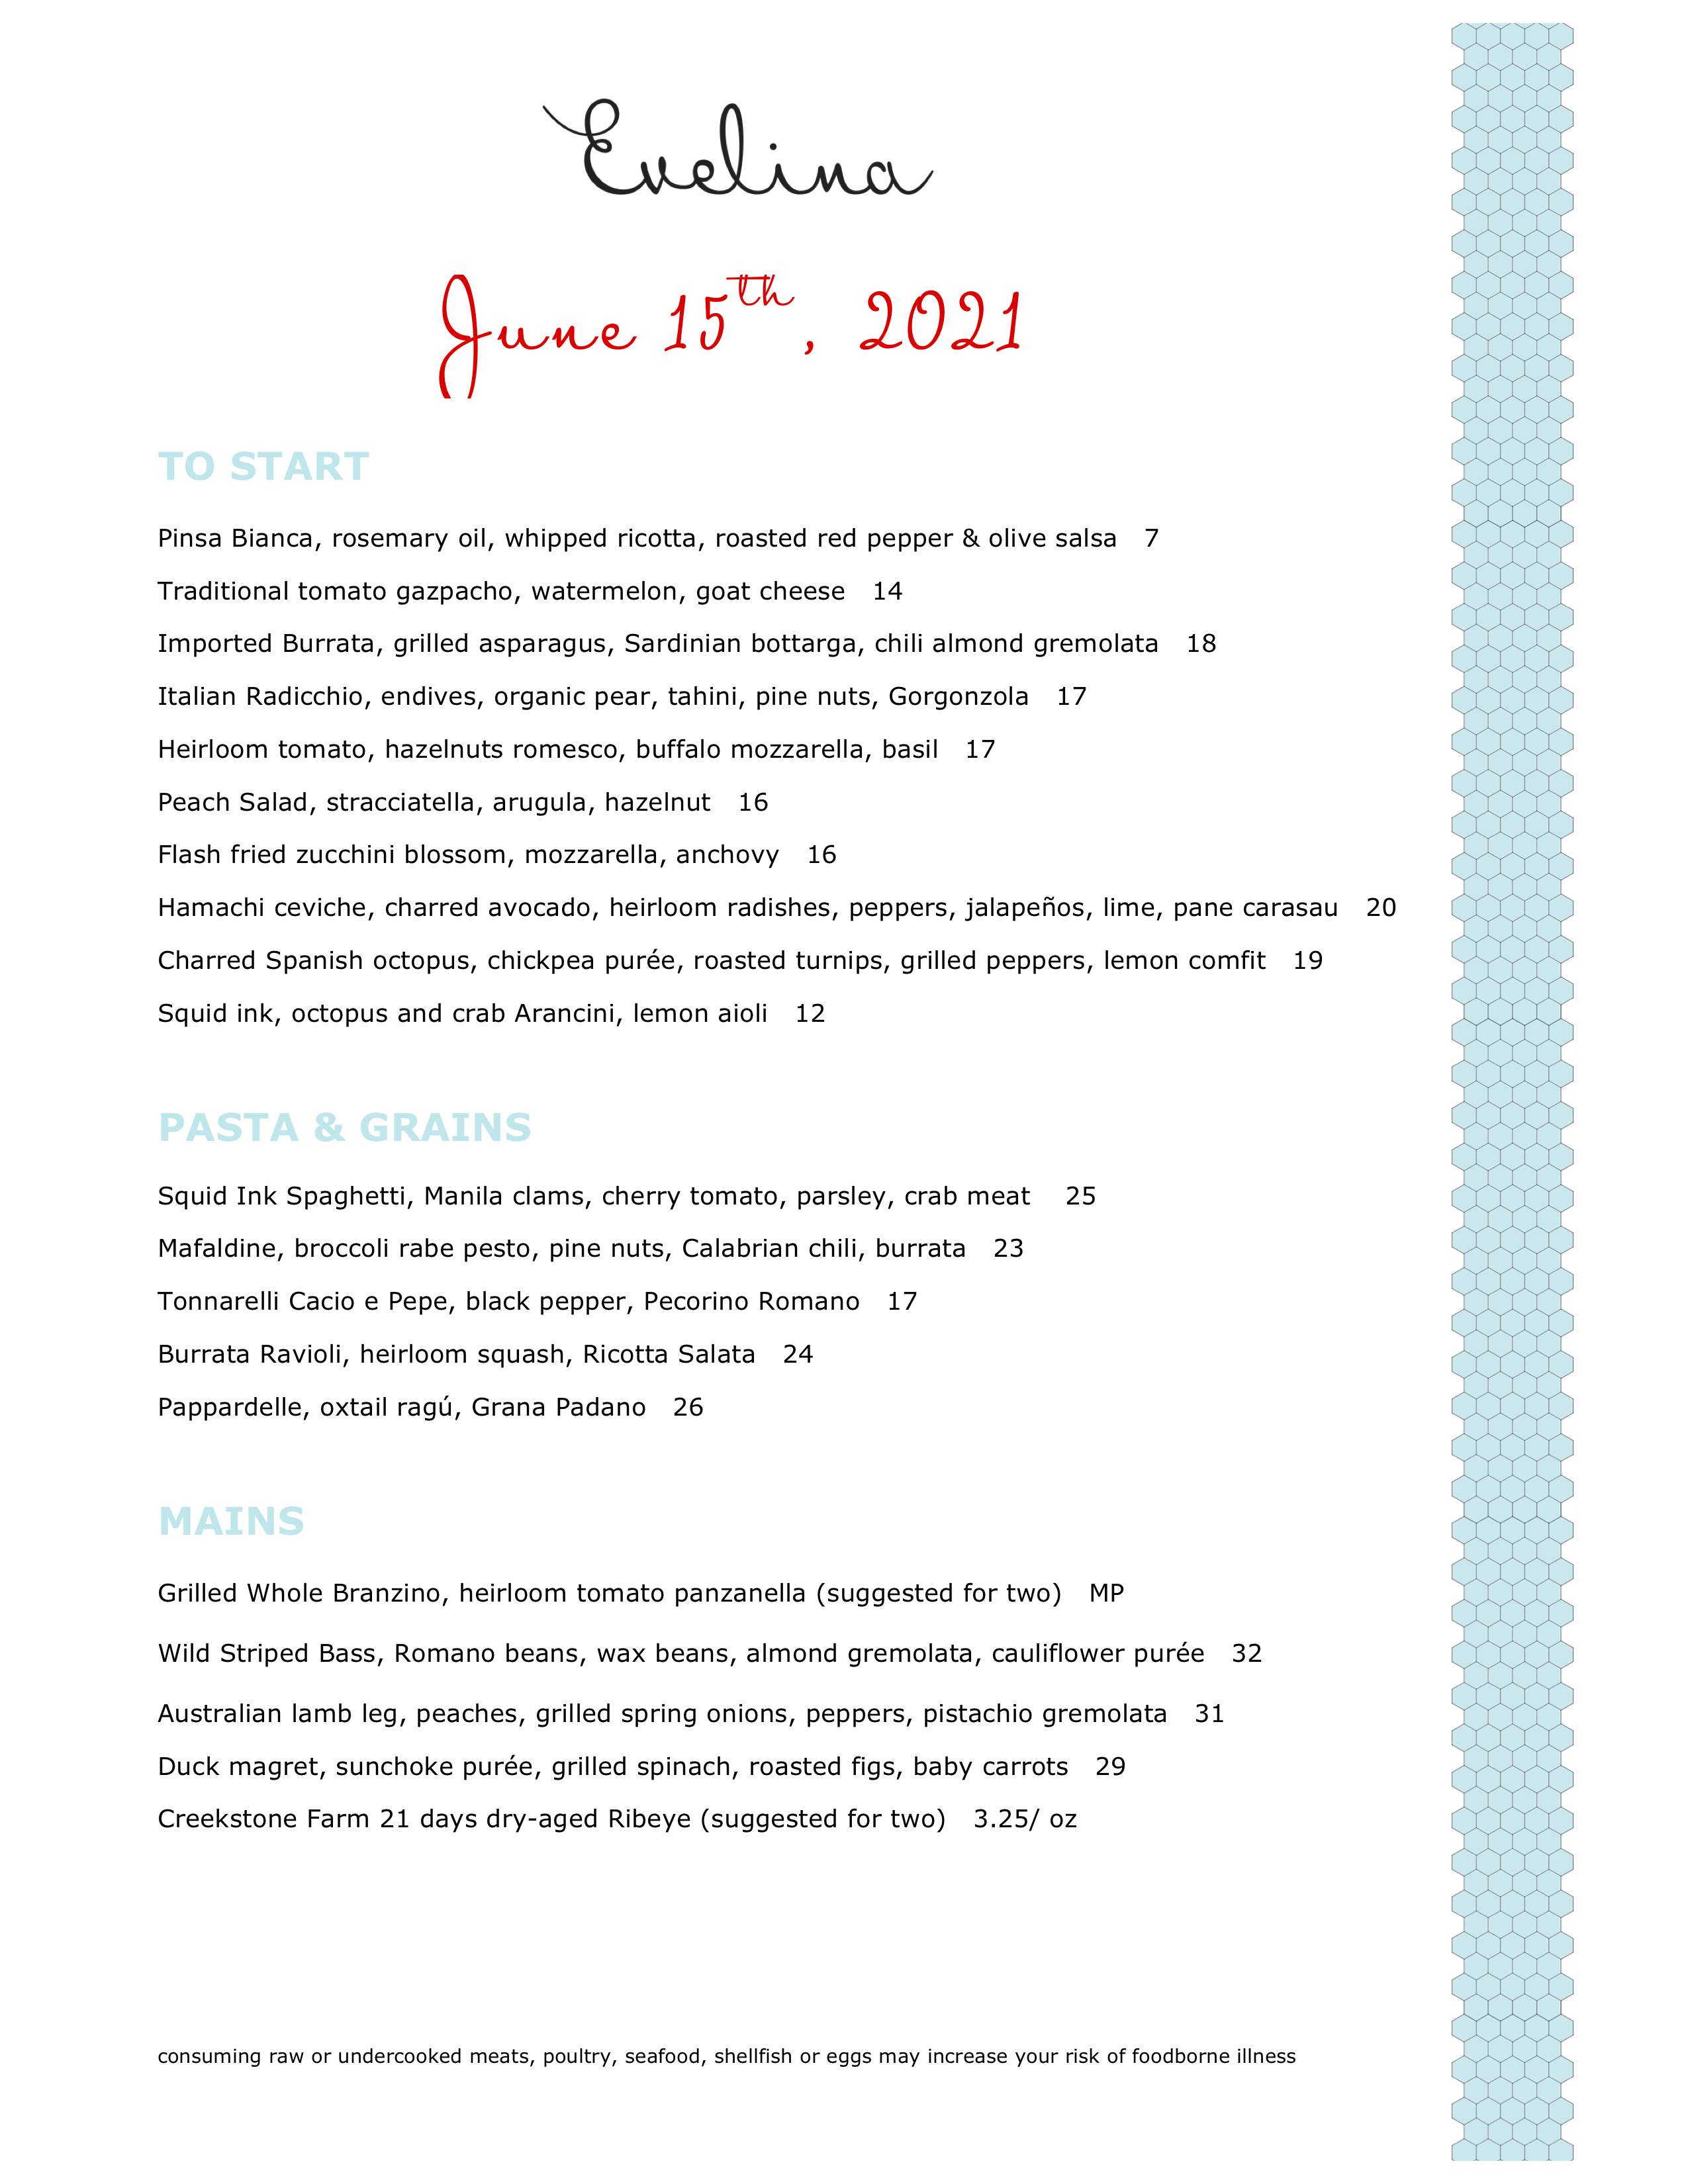 Evelina
June 15th, 2021
TO START
Pinsa Bianca, rosemary oil, whipped ricotta, roasted red pepper & olive salsa 7
Traditional tomato gazpacho, watermelon, goat cheese 14
Imported Burrata, grilled asparagus, Sardinian bottarga, chili almond gremolata 18
Italian Radicchio, endives, organic pear, tahini, pine nuts, Gorgonzola 17
Heirloom tomato, hazelnuts romesco, buffalo mozzarella, basil 17
Peach Salad, stracciatella, arugula, hazelnut 16
Flash fried zucchini blossom, mozzarella, anchovy 16
Hamachi ceviche, charred avocado, heirloom radishes, peppers, jalapeños, lime, pane carasau 20
Charred Spanish octopus, chickpea purée, roasted turnips, grilled peppers, lemon comfit 19
Squid ink, octopus and crab Arancini, lemon aioli 12
PASTA & GRAINS
Squid Ink Spaghetti, Manila clams, cherry tomato, parsley, crab meat 25
Mafaldine, broccoli rabe pesto, pine nuts, Calabrian chili, burrata 23
Tonnarelli Cacio e Pepe, black pepper, Pecorino Romano 17
Burrata Ravioli, heirloom squash, Ricotta Salata 24
Pappardelle, oxtail ragú, Grana Padano 26
MAINS
Grilled Whole Branzino, heirloom tomato panzanella (suggested for two) MP
Wild Striped Bass, Romano beans, wax beans, almond gremolata, cauliflower purée 32
Australian lamb leg, peaches, grilled spring onions, peppers, pistachio gremolata 31
Duck magret, sunchoke purée, grilled spinach, roasted figs, baby carrots 29
Creekstone Farm 21 days dry-aged Ribeye (suggested for two) 3.25/ oz
consuming raw or undercooked meats, poultry, seafood, shellfish or eggs may increase your risk of foodborne illness